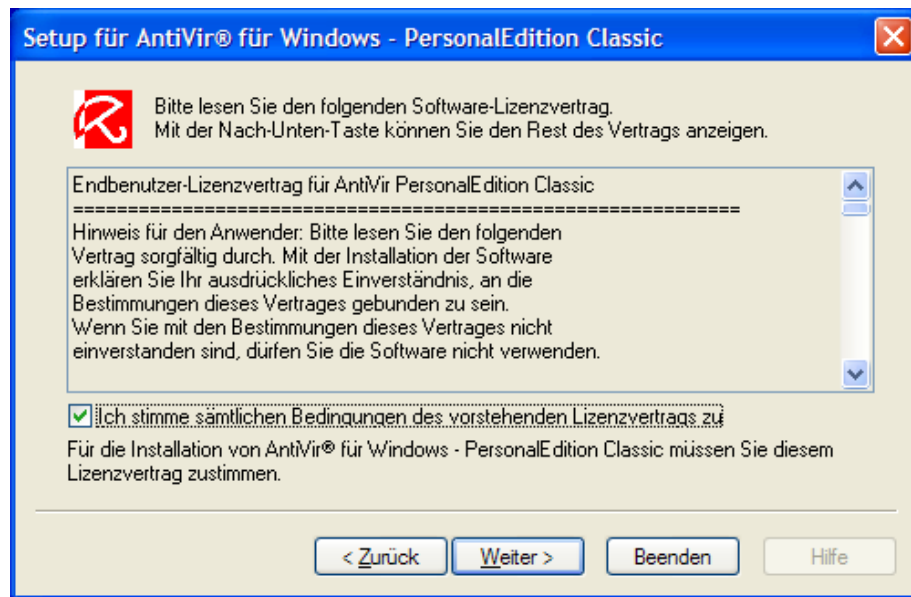 Setup für AntiVir® für Windows - PersonalEdition Classic
Bitte lesen Sie den folgenden Software-Lizenzvertrag.
Mit der Nach-Unten-Taste können Sie den Rest des Vertrags anzeigen.
Endbenutzer-Lizenzvertrag für AntiVir PersonalEdition Classic
=============================================================
Hinweis für den Anwender: Bitte lesen Sie den folgenden
Vertrag sorgfältig durch. Mit der Installation der Software
erklären Sie Ihr ausdrückliches Einverständnis, an die
Bestimmungen dieses Vertrages gebunden zu sein.
Wenn Sie mit den Bestimmungen dieses Vertrages nicht
einverstanden sind, dürfen Sie die Software nicht verwenden.
Ich stimme sämtlichen Bedingungen des vorstehenden Lizenzvertrags zu
Für die Installation von AntiVir® für Windows - PersonalEdition Classic müssen Sie diesem
Lizenzvertrag zustimmen.
< Zurück Weiter > Beenden Hilfe